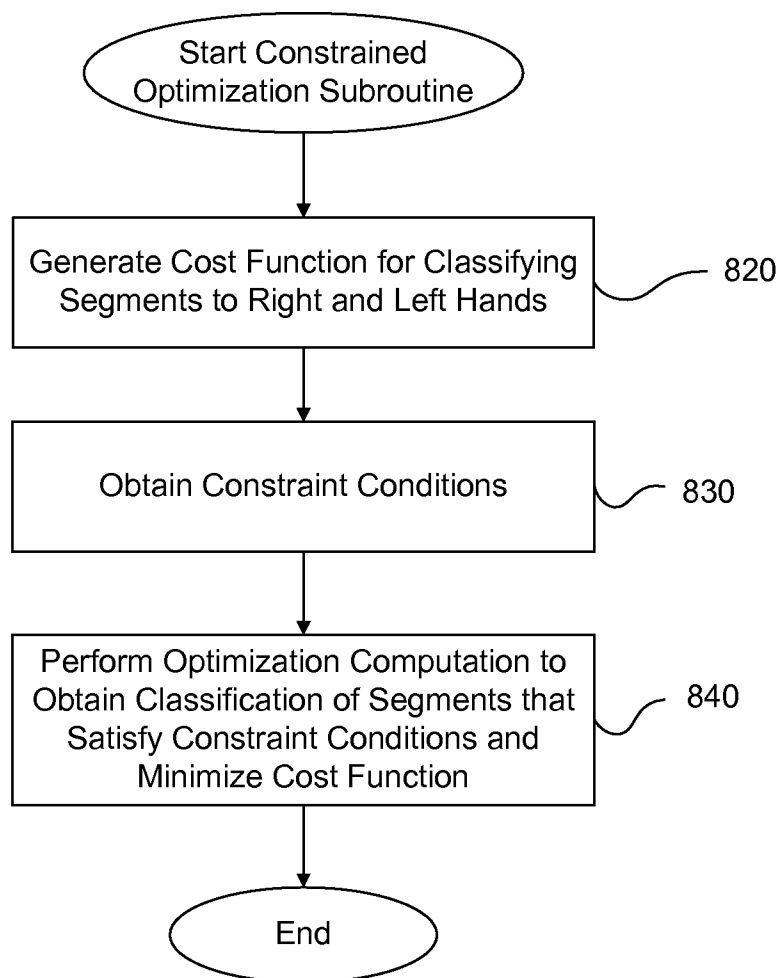 Start Constrained
Optimization Subroutine
Generate Cost Function for Classifying
Segments to Right and Left Hands
820
Obtain Constraint Conditions
830
Perform Optimization Computation to
Obtain Classification of Segments that
Satisfy Constraint Conditions and
Minimize Cost Function
840
End